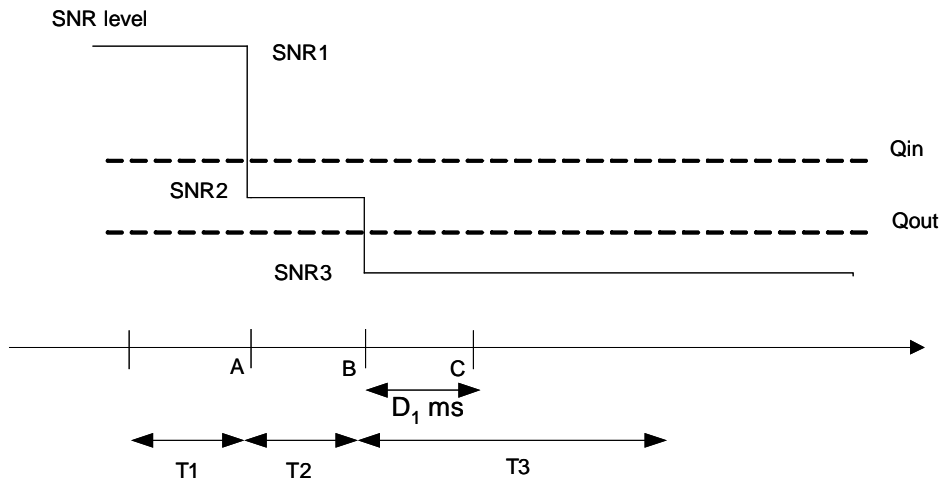 SNR level
SNR1
Qin
SNR2
Qout
SNR3
A
B
C
D₁ ms
T1
T2
T3